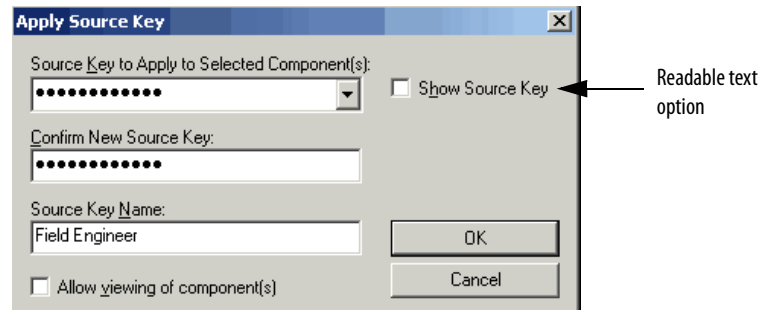 Apply Source Key
Source Key to Apply to Selected Component(s):
••••••••••••
Show Source Key
Readable text
option
Confirm New Source Key:
••••••••••••
Source Key Name:
Field Engineer
OK
Allow viewing of component(s)
Cancel